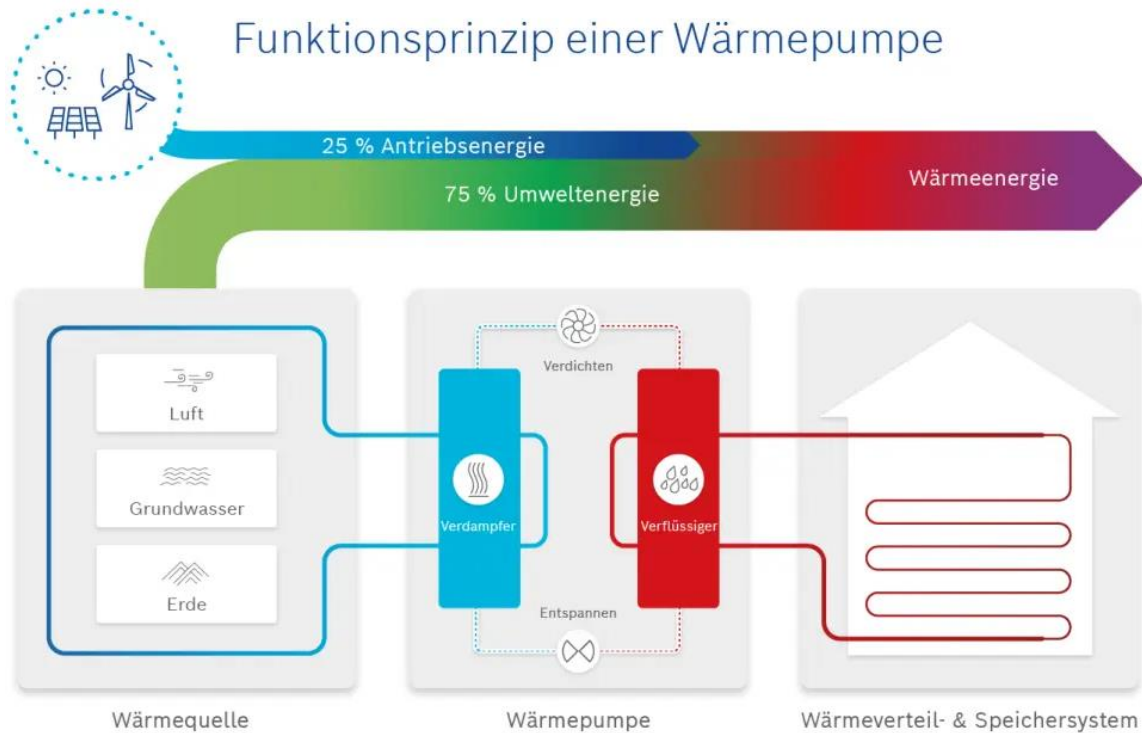 Funktionsprinzip einer Wärmepumpe
25 % Antriebsenergie
75 % Umweltenergie
Wärmeenergie
Luft
Grundwasser
Erde
Verdichten
Verdampfer
Verflüssiger
Entspannen
Wärmequelle
Wärmepumpe
Wärmeverteil- & Speichersystem